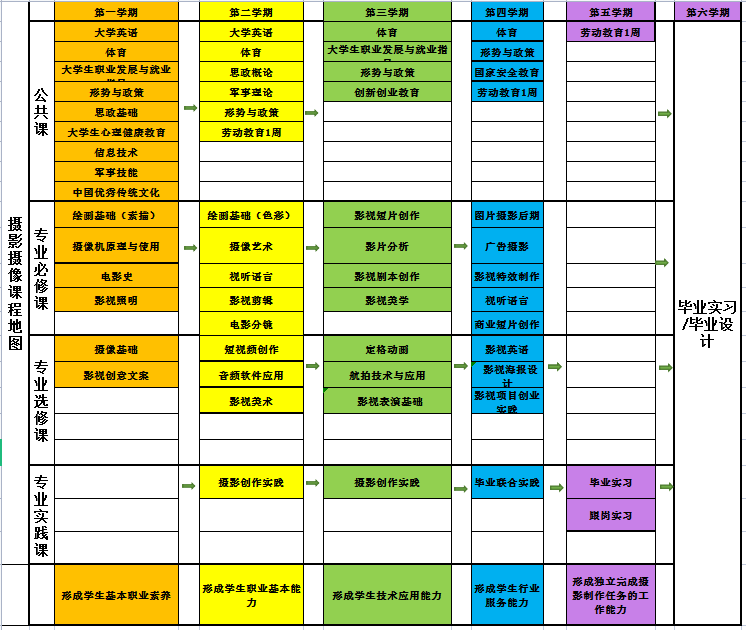 第一学期 第二学期 第三学期 第四学期 第五学期 第六学期
摄影摄像课程地图
公共课
大学英语 大学英语 体育 体育 劳动教育1周
体育 体育 大学生职业发展与就业指 形势与政策
大学生职业发展与就业 思政概论 形势与政策 国家安全教育
形势与政策 军事理论 创新创业教育 劳动教育1周
思政基础 形势与政策
大学生心理健康教育 劳动教育1周
信息技术
军事技能
中国优秀传统文化
专业必修课
绘画基础（素描） 绘画基础（色彩） 影视短片创作 图片摄影后期
摄像机原理与使用 摄像艺术 影片分析 广告摄影
电影史 视听语言 影视剧本创作 影视特效制作
影视照明 影视剪辑 影视美学 视听语言
电影分镜 商业短片创作
毕业实习
/毕业设
计
专业选修课
摄像基础 短视频创作 定格动画 影视英语
影视创意文案 音频软件应用 航拍技术与应用 影视海报设
计
影视美术 影视表演基础 影视项目创业
实践
专业实践课
摄影创作实践 摄影创作实践 毕业联合实践 毕业实习
跟岗实习
形成学生基本职业素养 形成学生职业基本能
力
形成学生技术应用能力 形成学生行业
服务能力
形成独立完成摄
影制作任务的工
作能力